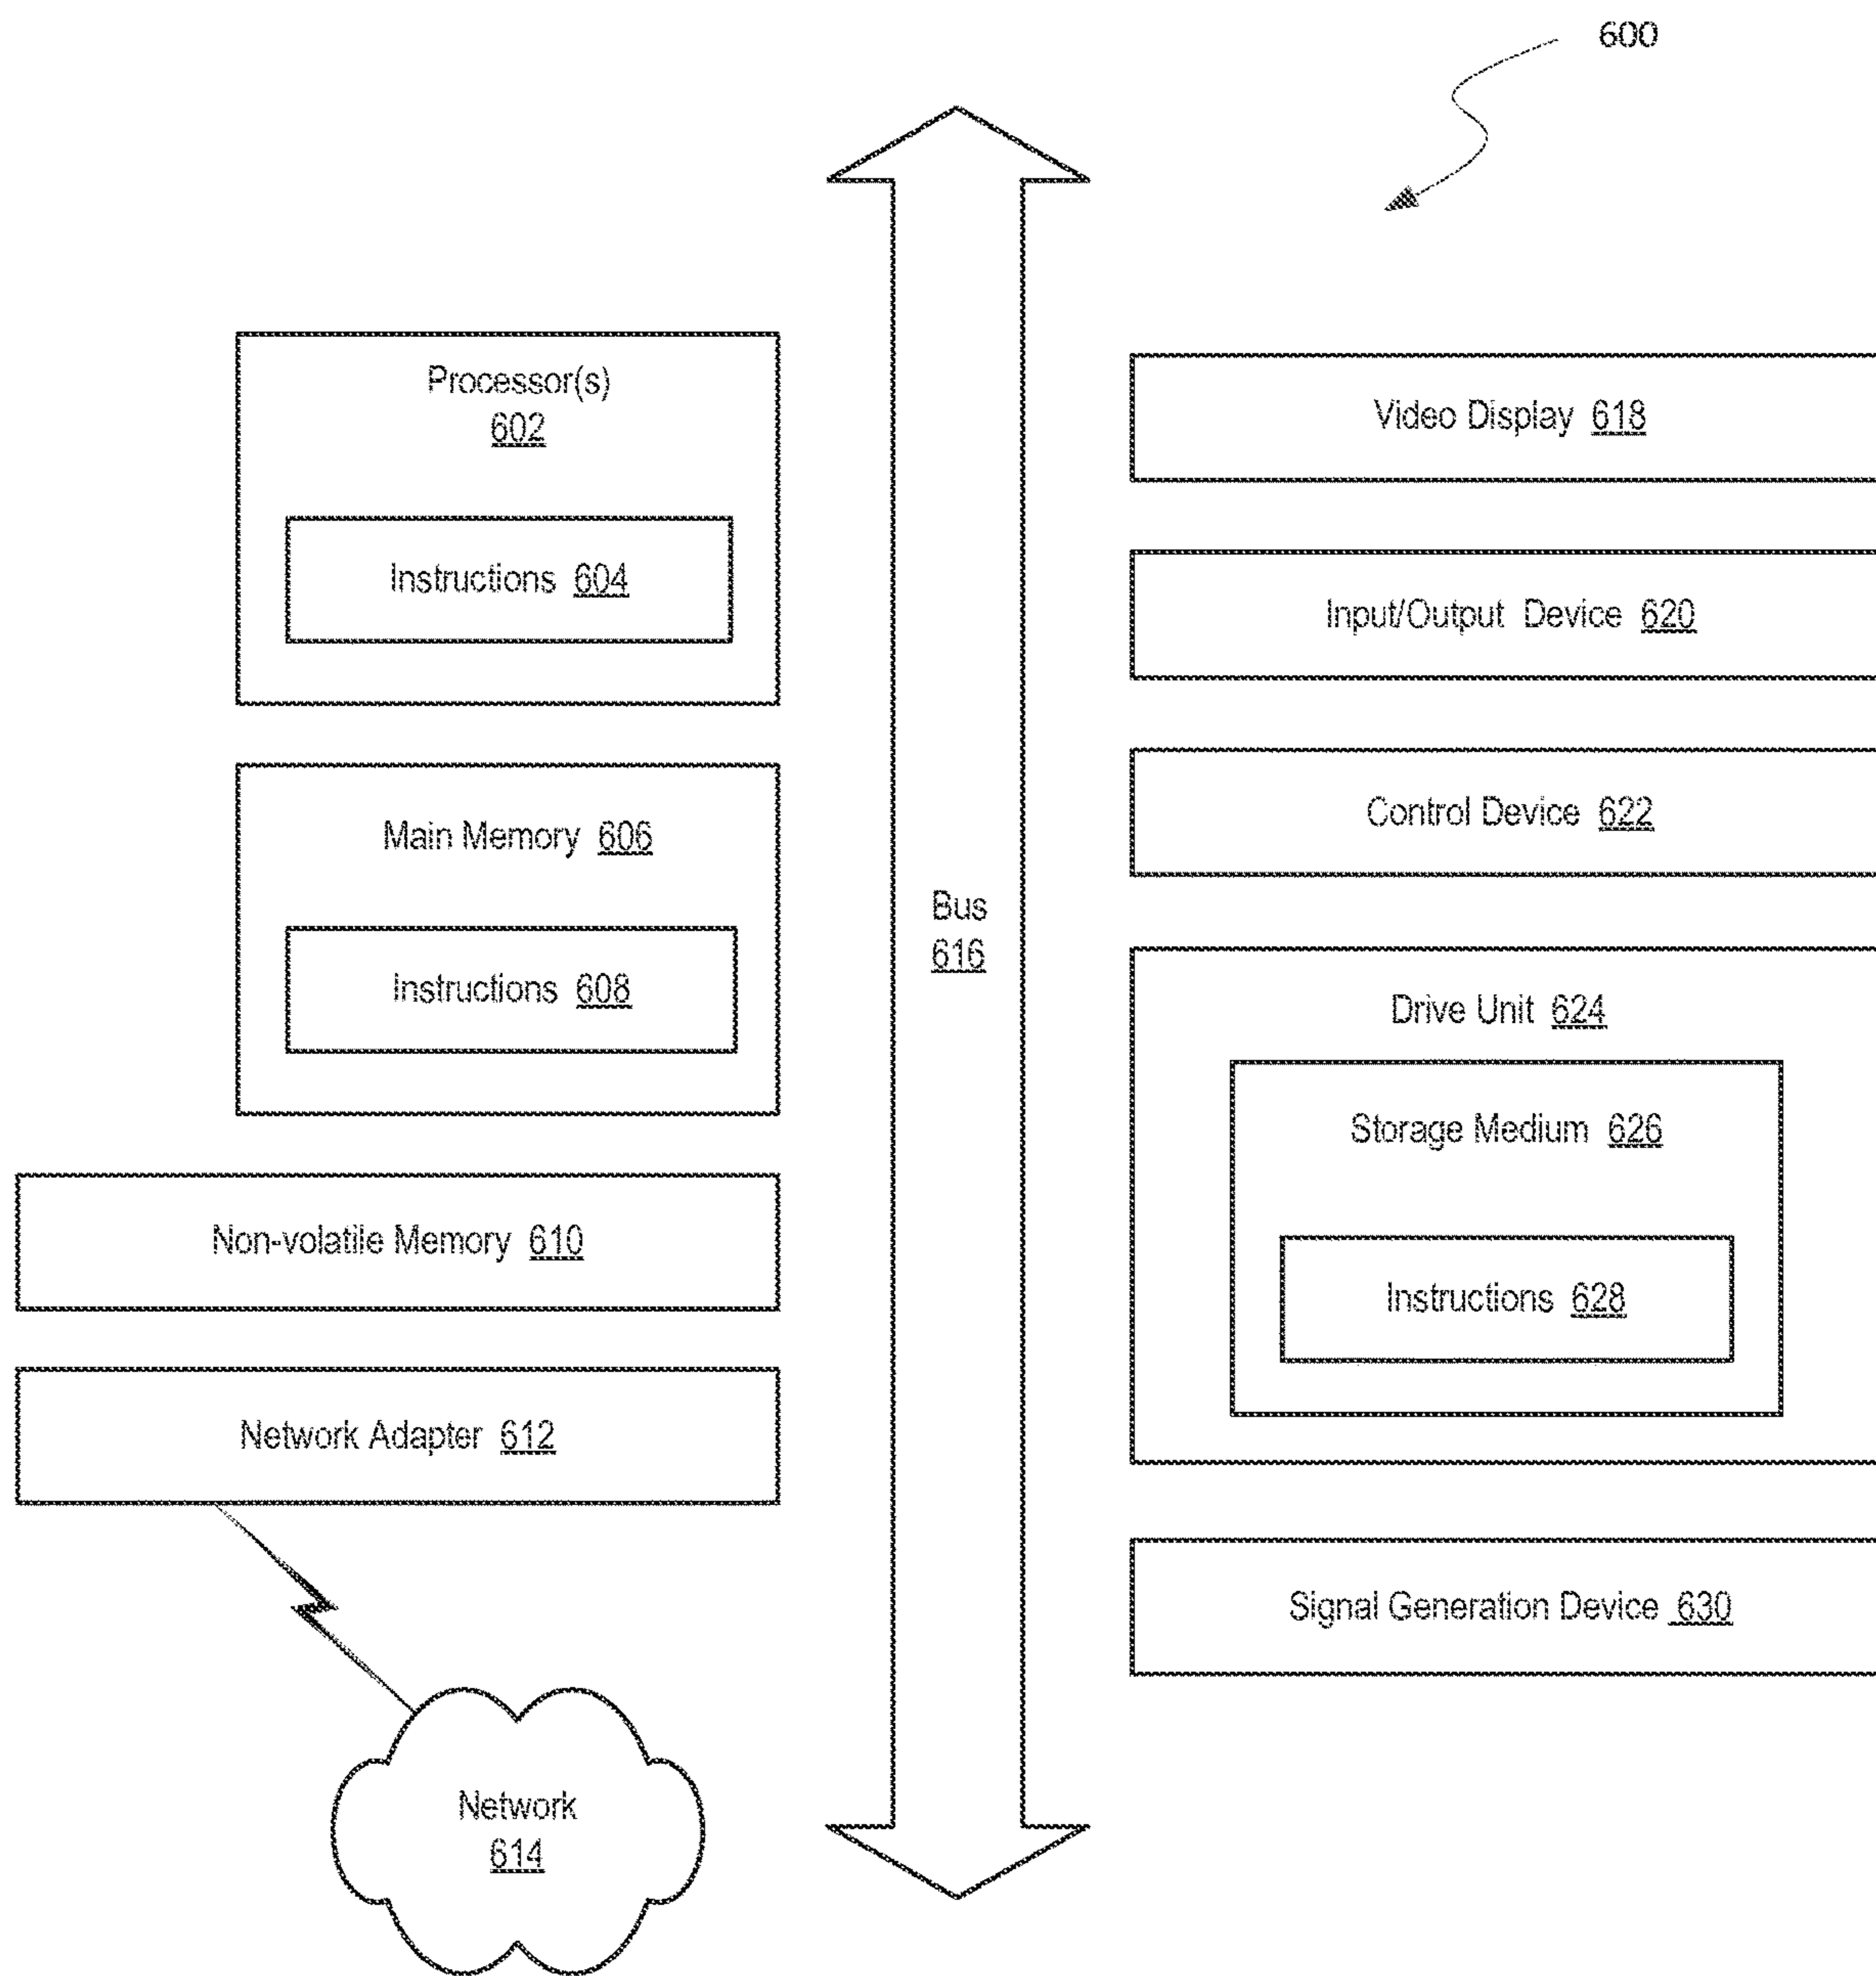 600
Processor(s)
602
Instructions 604
Main Memory 606
Instructions 608
Non-volatile Memory 610
Network Adapter 612
Network
614
Bus
616
Video Display 618
Input/Output Device 620
Control Device 622
Drive Unit 624
Storage Medium 626
Instructions 628
Signal Generation Device 630